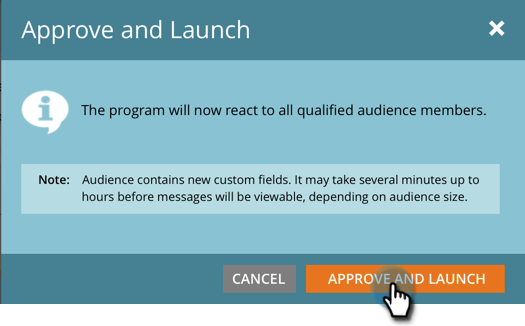 Approve and Launch
The program will now react to all qualified audience members.
Note: Audience contains new custom fields. It may take several minutes up to
hours before messages will be viewable, depending on audience size.
CANCEL
APPROVE AND LAUNCH